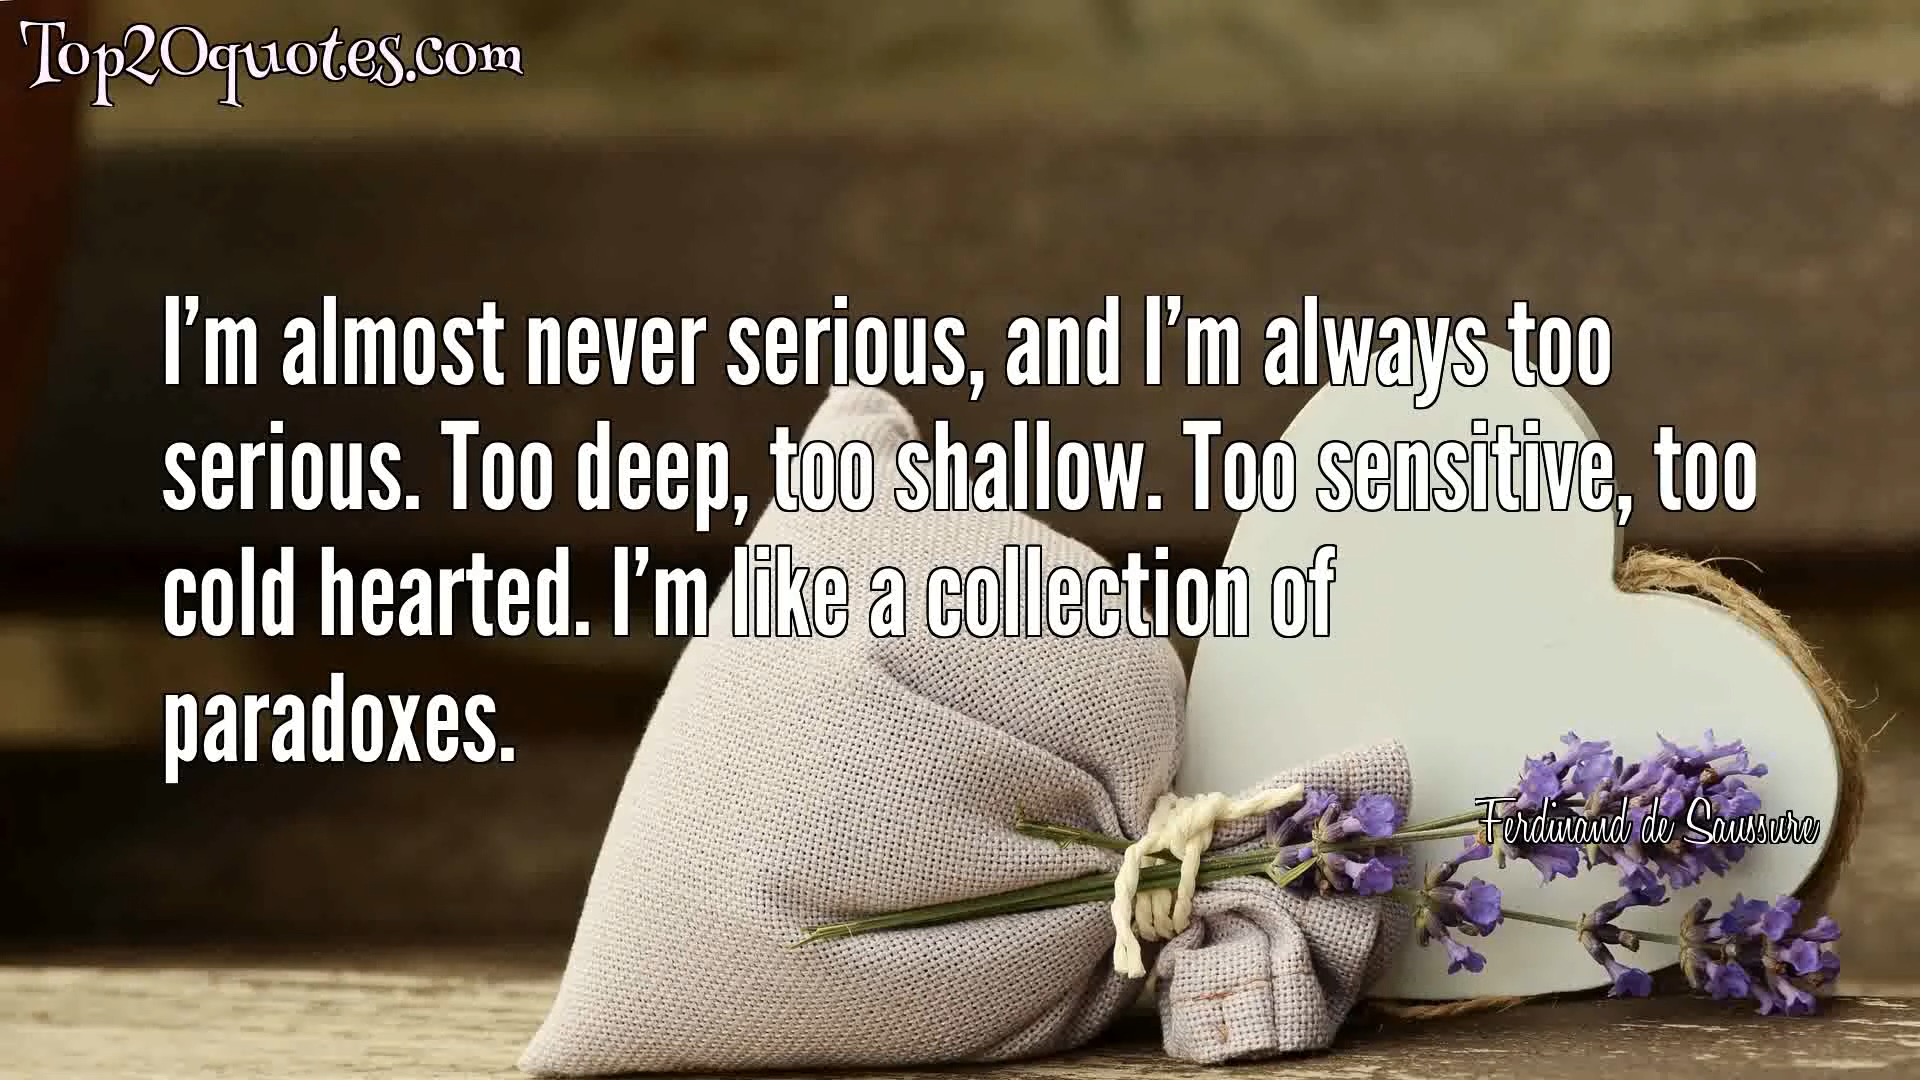 Top20quotes.com
I'm almost never serious, and I'm always too
serious. Too deep, too shallow. Too sensitive, too
cold hearted. I'm like a collection of
paradoxes.
Ferdinand de Saussure